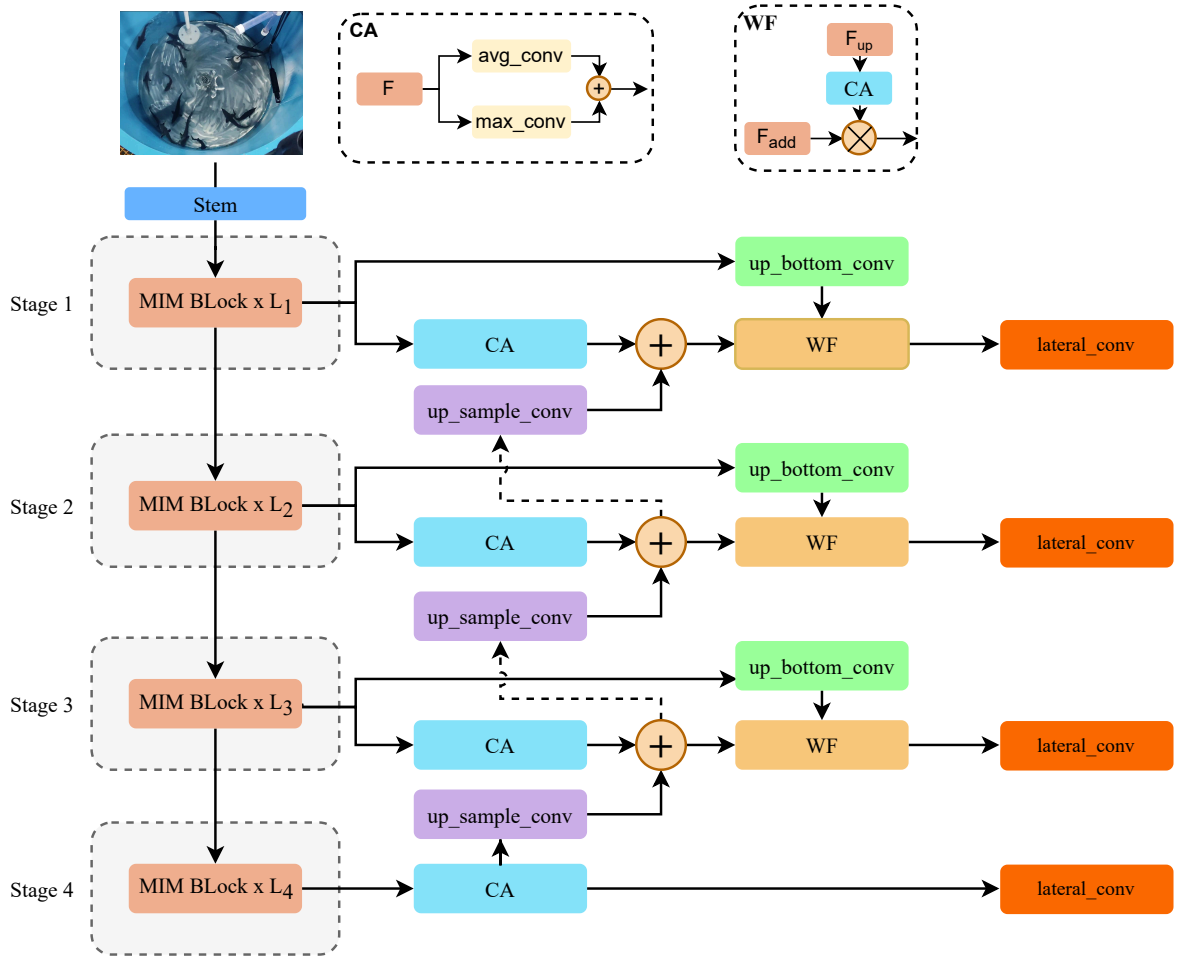 CA
F
avg_conv
max_conv
+
WF
F_up
CA
F_add
Stem
Stage 1
MIM BLock x L1
up_bottom_conv
CA
+
WF
lateral_conv
up_sample_conv
Stage 2
MIM BLock x L2
up_bottom_conv
CA
+
WF
lateral_conv
up_sample_conv
Stage 3
MIM BLock x L3
up_bottom_conv
CA
+
WF
lateral_conv
up_sample_conv
Stage 4
MIM BLock x L4
CA
lateral_conv